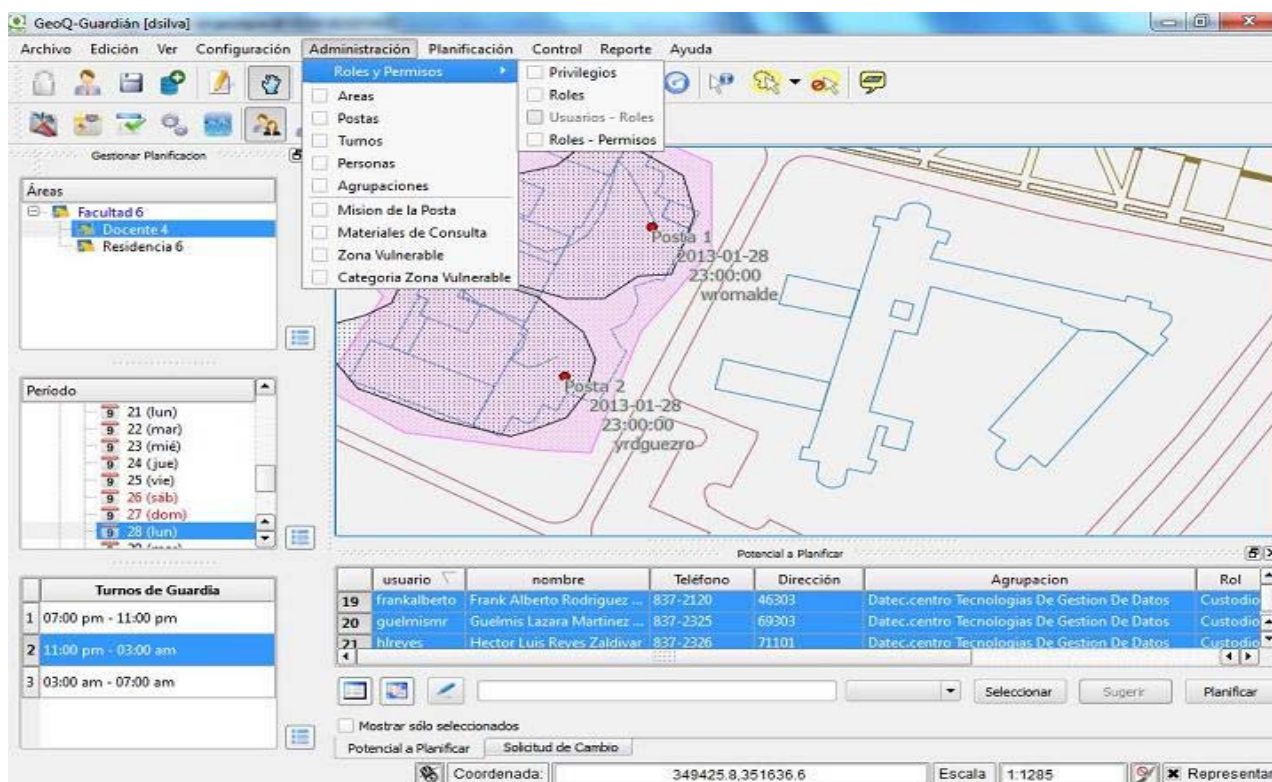 GeoQ-Guardián [dsilva]
Archivo Edición Ver Configuración Administración Planificación Control Reporte Ayuda
Roles y Permisos
Areas
Postas
Turnos
Personas
Agrupaciones
Mision de la Posta
Materiales de Consulta
Zona Vulnerable
Categoria Zona Vulnerable
Privilegios
Roles
Usuarios - Roles
Roles - Permisos
Gestionar Planificacion
Áreas
Facultad 6
Docente 4
Residencia 6
Período
21 (lun)
22 (mar)
23 (mié)
24 (jue)
25 (vie)
26 (sáb)
27 (dom)
28 (lun)
Turnos de Guardia
1 07:00 pm - 11:00 pm
2 11:00 pm - 03:00 am
3 03:00 am - 07:00 am
Posta 1
2013-01-28
23:00:00
wromalde
Posta 2
2013-01-28
23:00:00
yrdguezro
Potencial a Planificar
usuario nombre Teléfono Dirección Agrupacion Rol
19 frankalberto Frank Alberto Rodriguez ... 837-2120 46303 Datec.centro Tecnologias De Gestion De Datos Custodio
20 guelmismr Guelmis Lazara Martinez ... 837-2325 69303 Datec.centro Tecnologias De Gestion De Datos Custodio
21 hlreyes Hector Luis Reyes Zaldivar 837-2326 71101 Datec.centro Tecnologias De Gestion De Datos Custodio
Seleccionar Sugerir Planificar
Mostrar sólo seleccionados
Potencial a Planificar Solicitud de Cambio
Coordenada: 349425.8,351636.6 Escala 1:1285 Representar